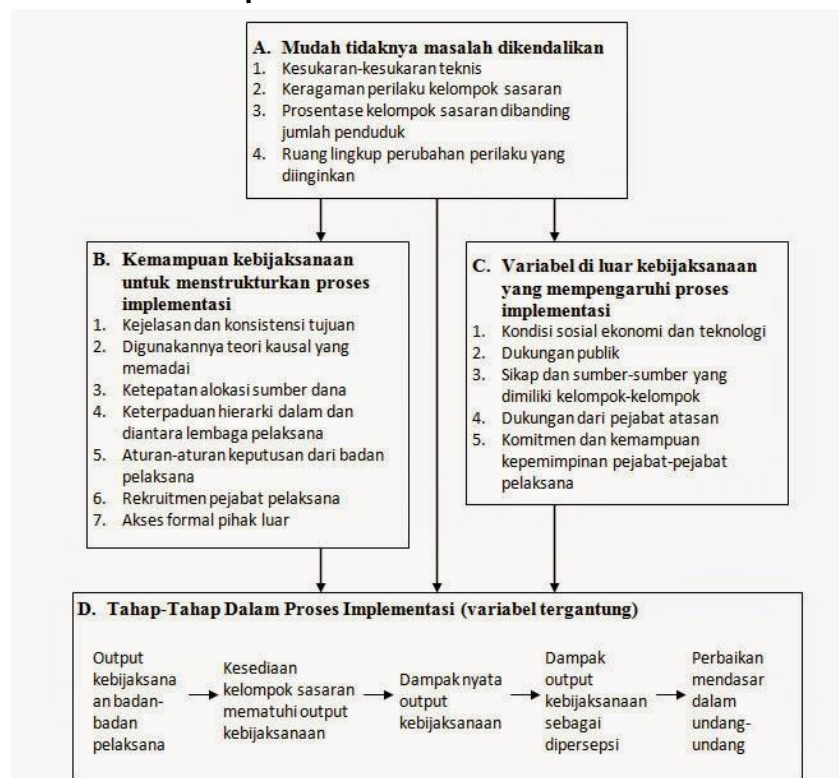 A. Mudah tidaknya masalah dikendalikan
1. Kesukaran-kesukaran teknis
2. Keragaman perilaku kelompok sasaran
3. Prosentase kelompok sasaran dibanding
jumlah penduduk
4. Ruang lingkup perubahan perilaku yang
diinginkan
B. Kemampuan kebijaksanaan
untuk menstrukturkan proses
implementasi
1. Kejelasan dan konsistensi tujuan
2. Digunakannya teori kausal yang
memadai
3. Ketepatan alokasi sumber dana
4. Keterpaduan hierarki dalam dan
diantara lembaga pelaksana
5. Aturan-aturan keputusan dari badan
pelaksana
6. Rekruitmen pejabat pelaksana
7. Akses formal pihak luar
C. Variabel di luar kebijaksanaan
yang mempengaruhi proses
implementasi
1. Kondisi sosial ekonomi dan teknologi
2. Dukungan publik
3. Sikap dan sumber-sumber yang
dimiliki kelompok-kelompok
4. Dukungan dari pejabat atasan
5. Komitmen dan kemampuan
kepemimpinan pejabat-pejabat
pelaksana
D. Tahap-Tahap Dalam Proses Implementasi (variabel tergantung)
Output
kebijaksana
an badan-
badan
pelaksana
Kesediaan
kelompok sasaran
mematuhi output
kebijaksanaan
Dampak nyata
output
kebijaksanaan
Dampak
output
kebijaksanaan
sebagai
dipersepsi
Perbaikan
mendasar
dalam
undang-
undang